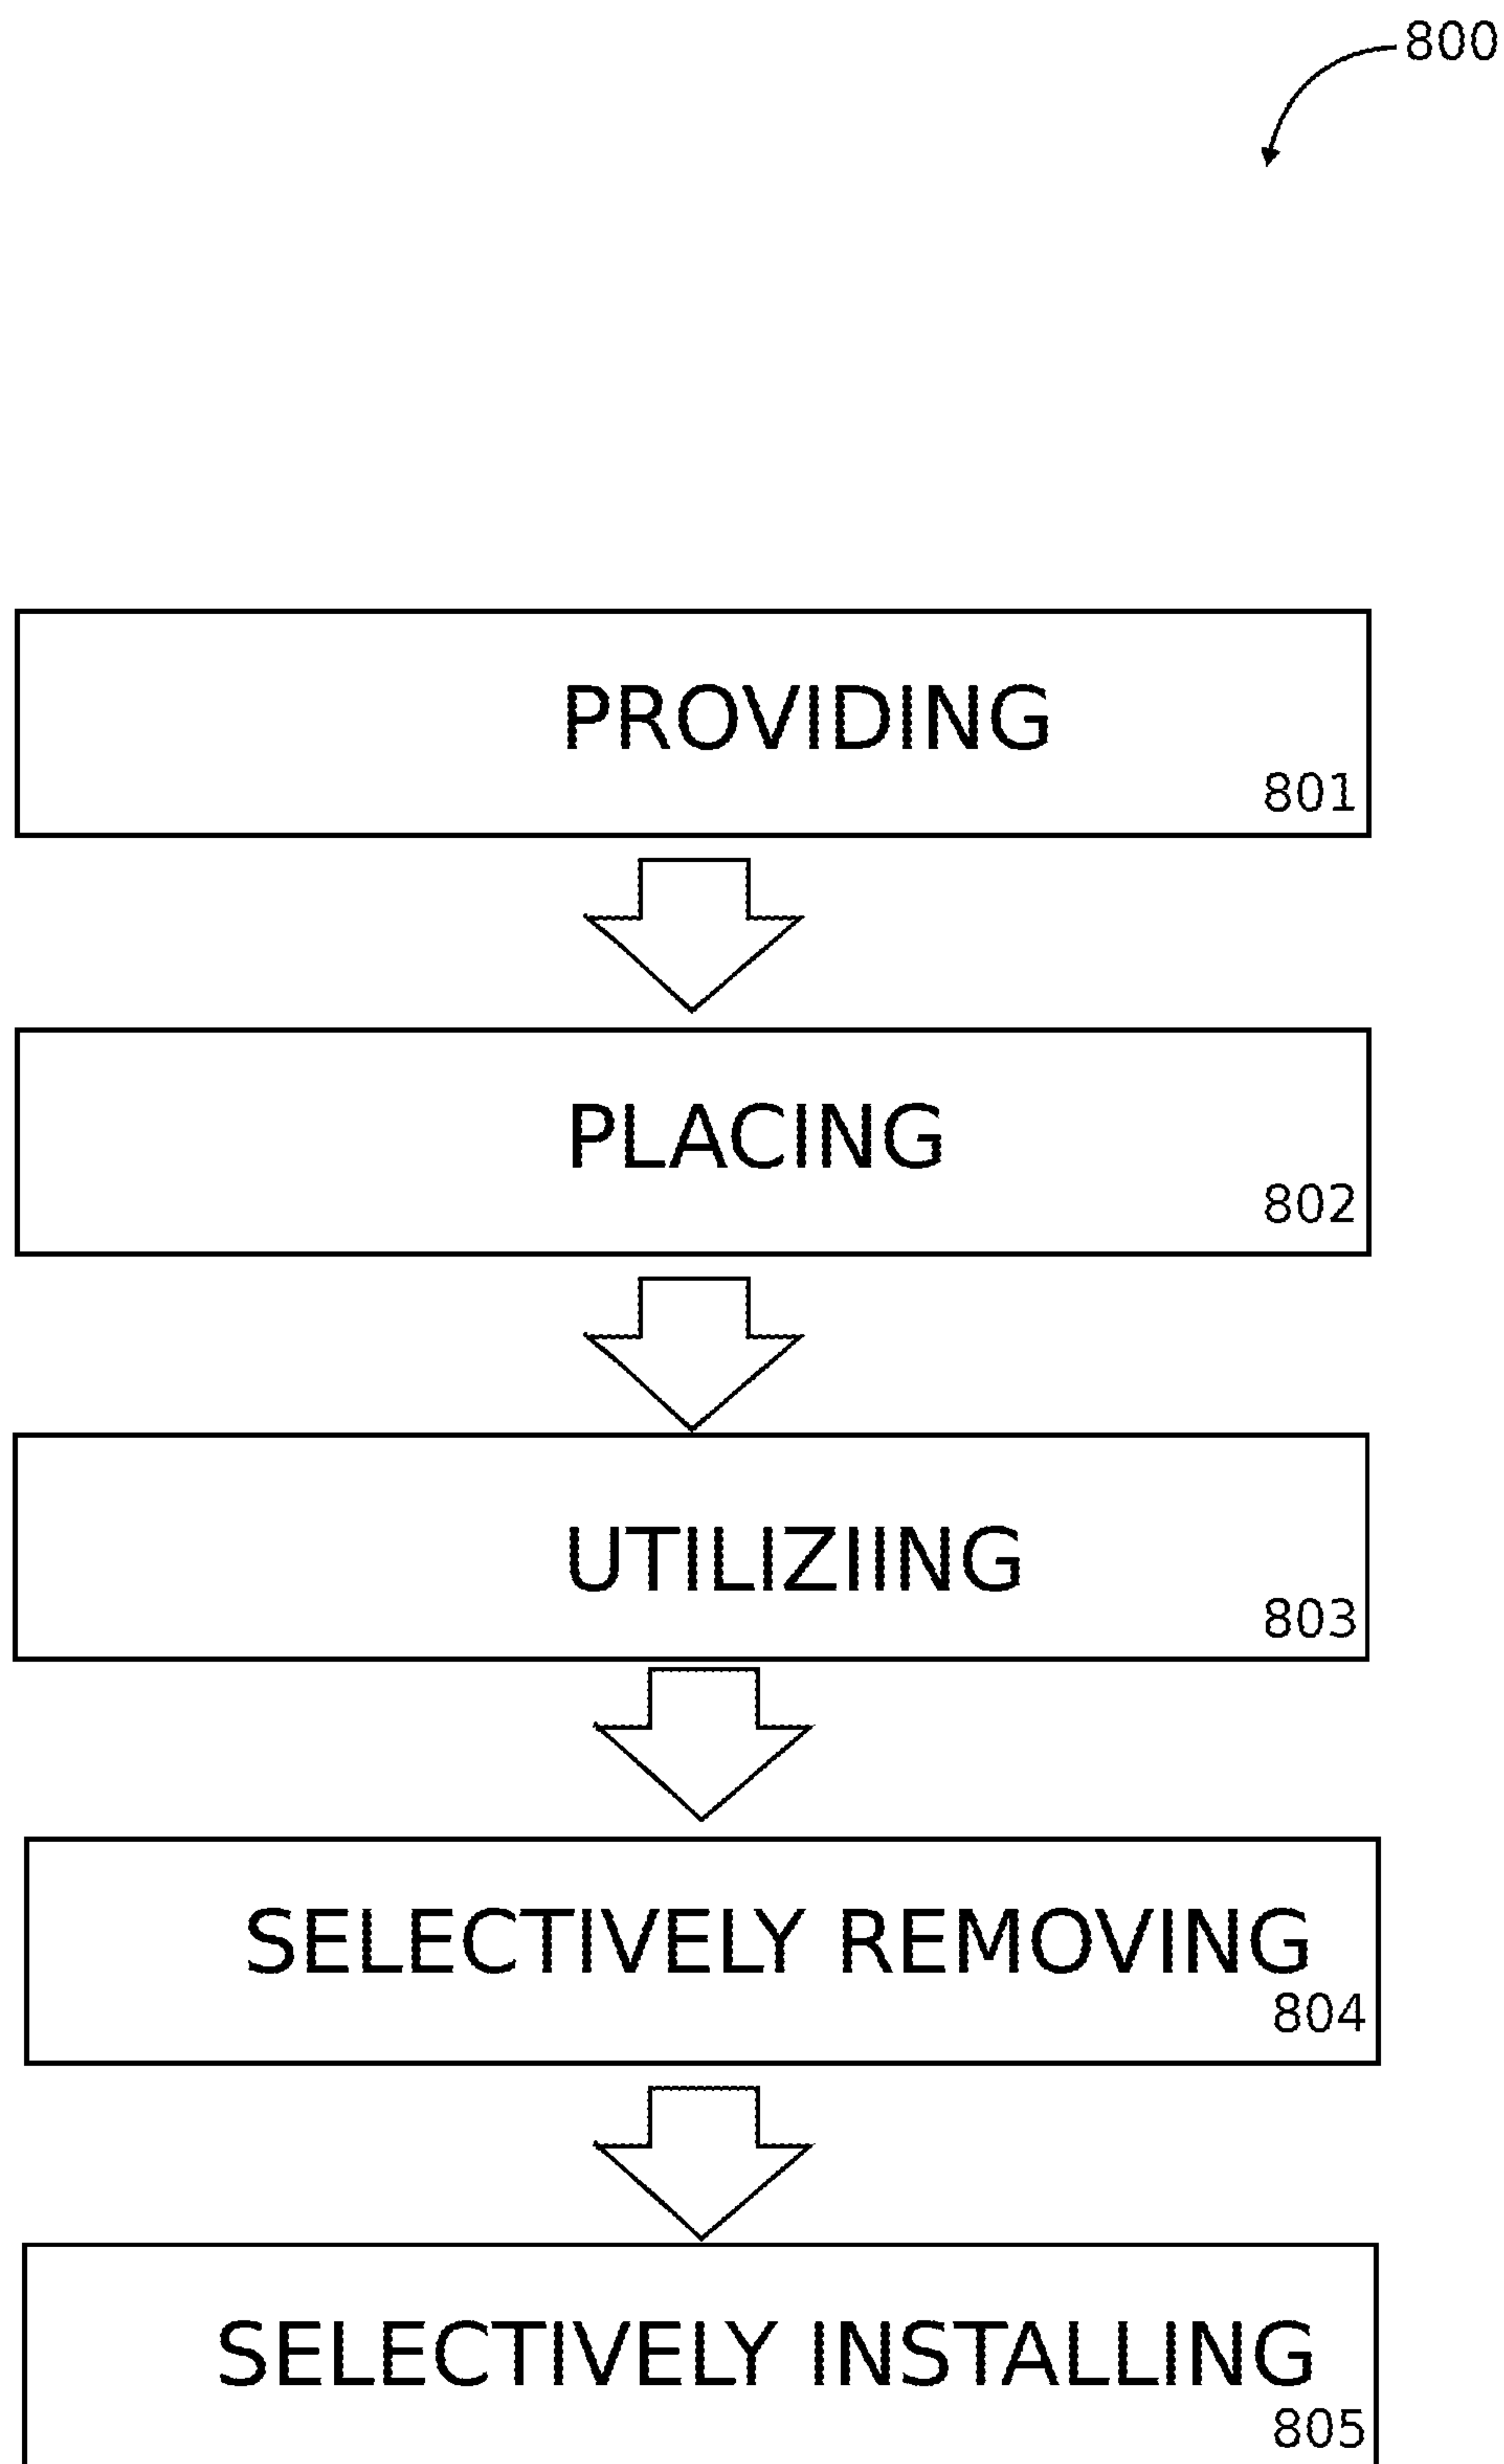 800
PROVIDING
801
PLACING
802
UTILIZIING
803
SELECTIVELY REMOVING
804
SELECTIVELY INSTALLING
805